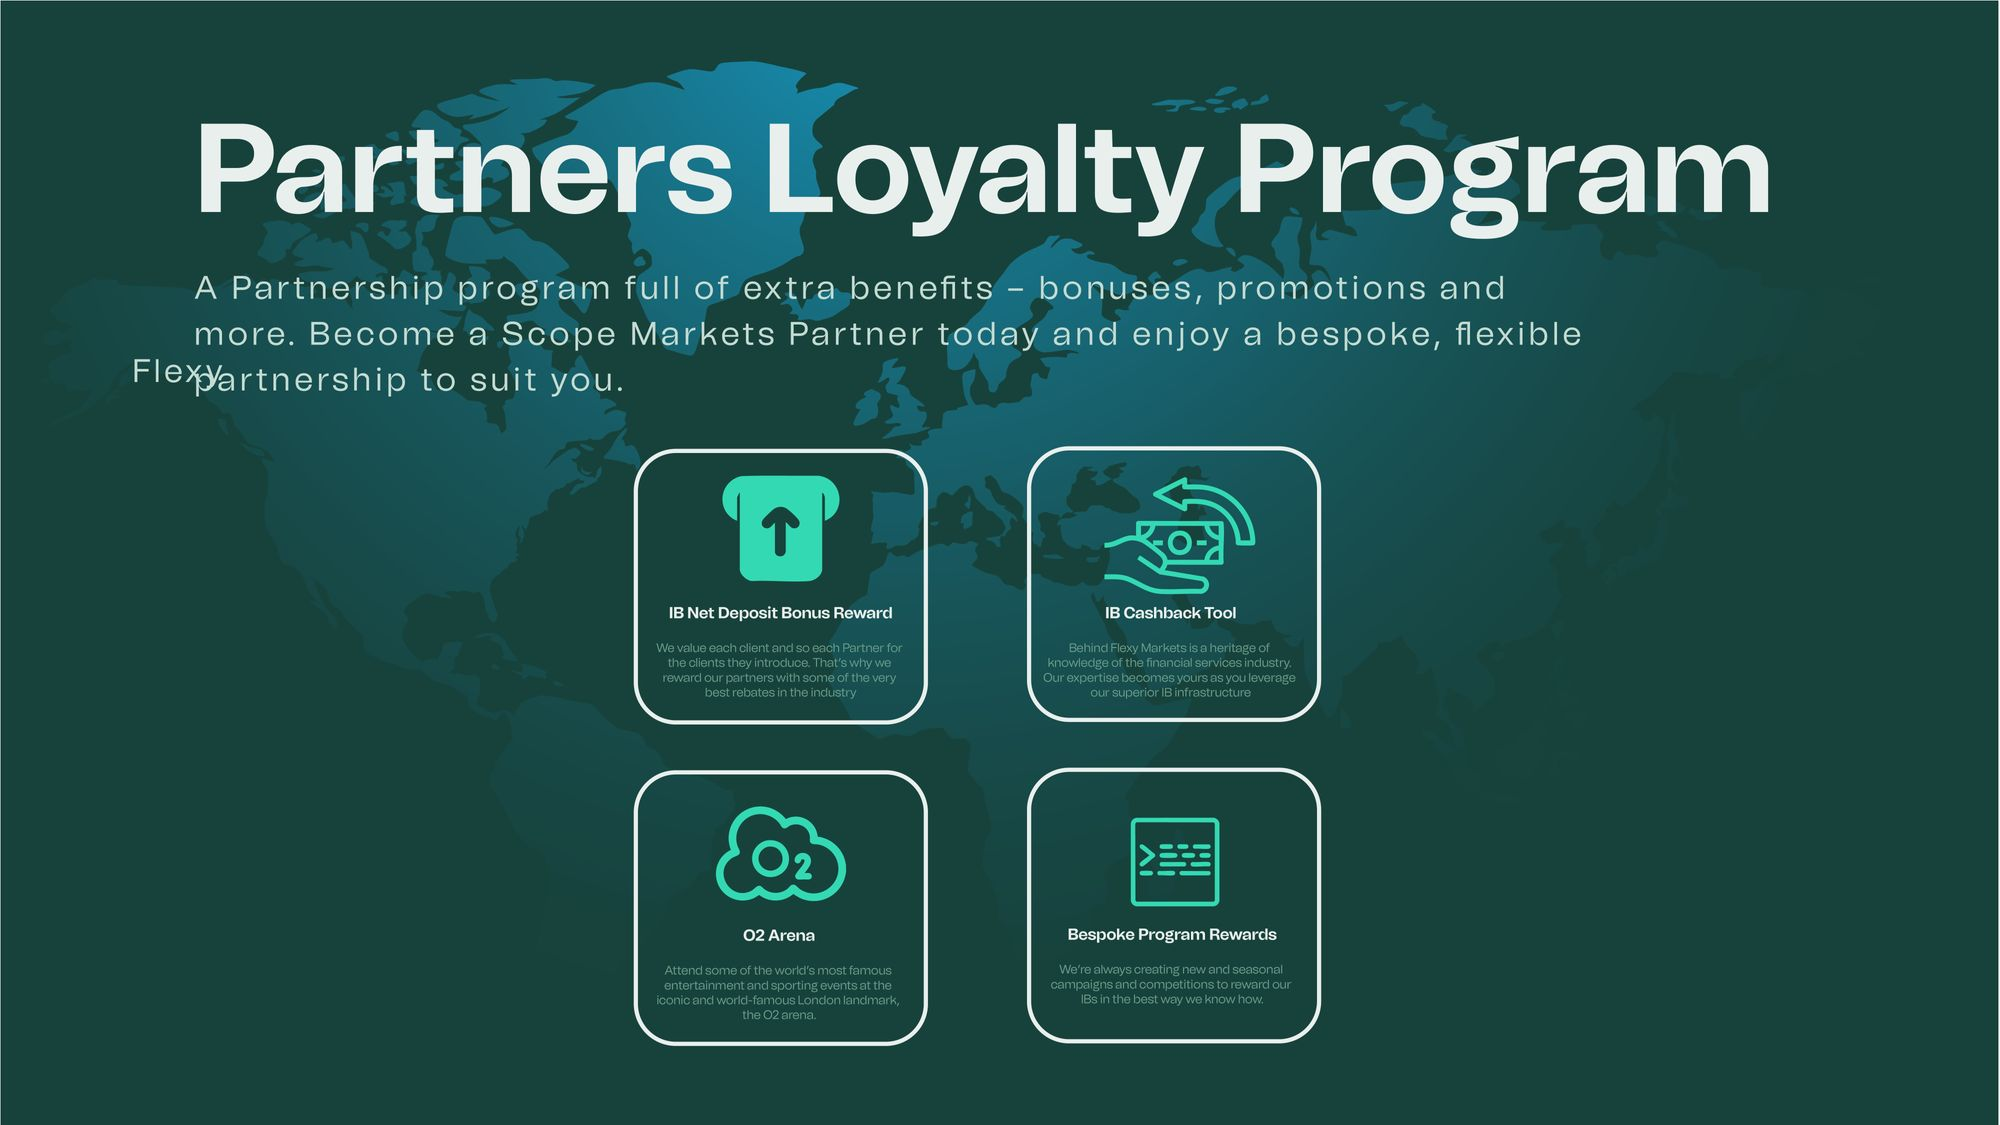 Partners Loyalty Program
A Partnership program full of extra benefits – bonuses, promotions and
more. Become a Scope Markets Partner today and enjoy a bespoke, flexible
Flexy
partnership to suit you.
IB Net Deposit Bonus Reward
We value each client and so each Partner for
the clients they introduce. That's why we
reward our partners with some of the very
best rebates in the industry
IB Cashback Tool
Behind Flexy Markets is a heritage of
knowledge of the financial services industry.
Our expertise becomes yours as you leverage
our superior IB infrastructure
O2
O2 Arena
Attend some of the world's most famous
entertainment and sporting events at the
iconic and world-famous London landmark,
the O2 arena.
Bespoke Program Rewards
We're always creating new and seasonal
campaigns and competitions to reward our
IBs in the best way we know how.